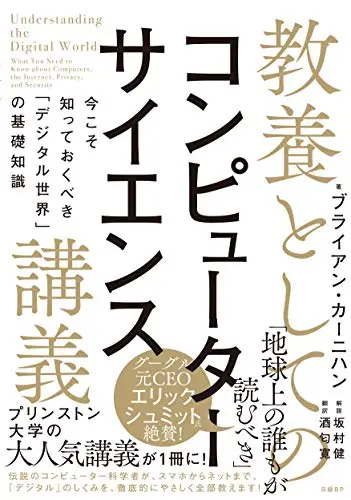 Understanding
the
Digital World
What You Need to
Know about Computers,
the Internet, Privacy,
and Security
教養としての
コンピューター
サイエンス
講義
今こそ
知っておくべき
「デジタル世界」
の基礎知識
著 ブライアン・カーニハン
解説 坂村健
翻訳 酒匂寛
「地球上の誰もが
読むべき」
グーグル
元CEO
エリック・
シュミットは
絶賛!
プリンストン
大学の
大人気講義が1冊に!
伝説のコンピューター科学者が、スマホからネットまで、
「デジタル」のしくみを、徹底的にやさしく全部教えます!
日経BP